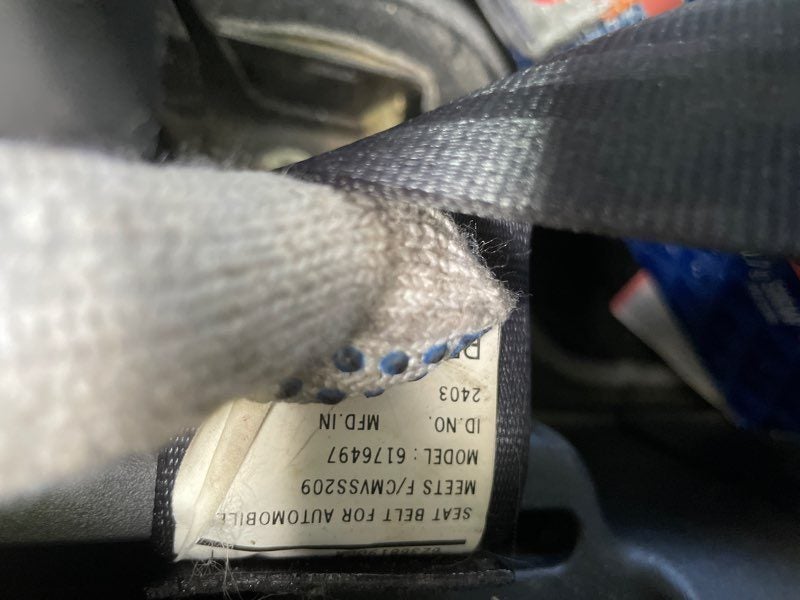 SEAT BELT FOR AUTOMOBILE
MEETS F/CMVSS209
MODEL : 6176497
ID.NO. MFD.IN
2403